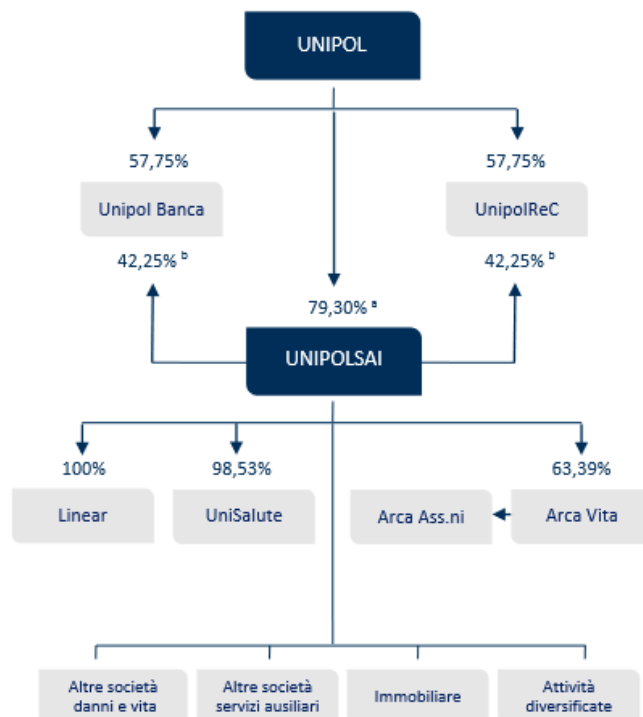 UNIPOL
57,75%
57,75%
Unipol Banca
UnipolReC
42,25% b
42,25% b
79,30% a
UNIPOLSAI
100%
98,53%
63,39%
Linear
UniSalute
Arca Ass.ni
Arca Vita
Altre società
danni e vita
Altre società
servizi ausiliari
Immobiliare
Attività
diversificate